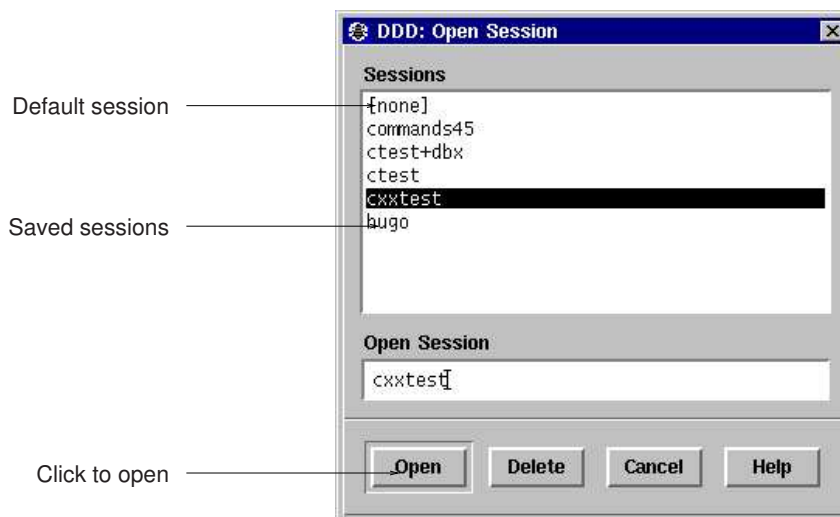 DDD: Open Session
Sessions
Default session
[none]
commands45
ctest+dbx
ctest
cxxtest
Saved sessions
hugo
Open Session
cxxtest
Click to open
Open
Delete
Cancel
Help